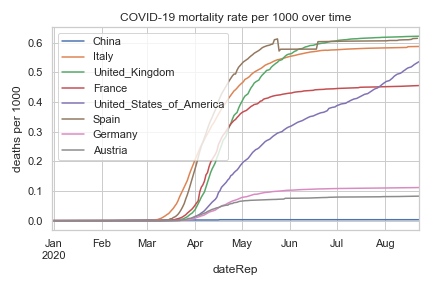 COVID-19 mortality rate per 1000 over time
China
Italy
United_Kingdom
France
United_States_of_America
Spain
Germany
Austria
deaths per 1000
0.6
0.5
0.4
0.3
0.2
0.1
0.0
Jan Feb Mar Apr May Jun Jul Aug
2020
dateRep